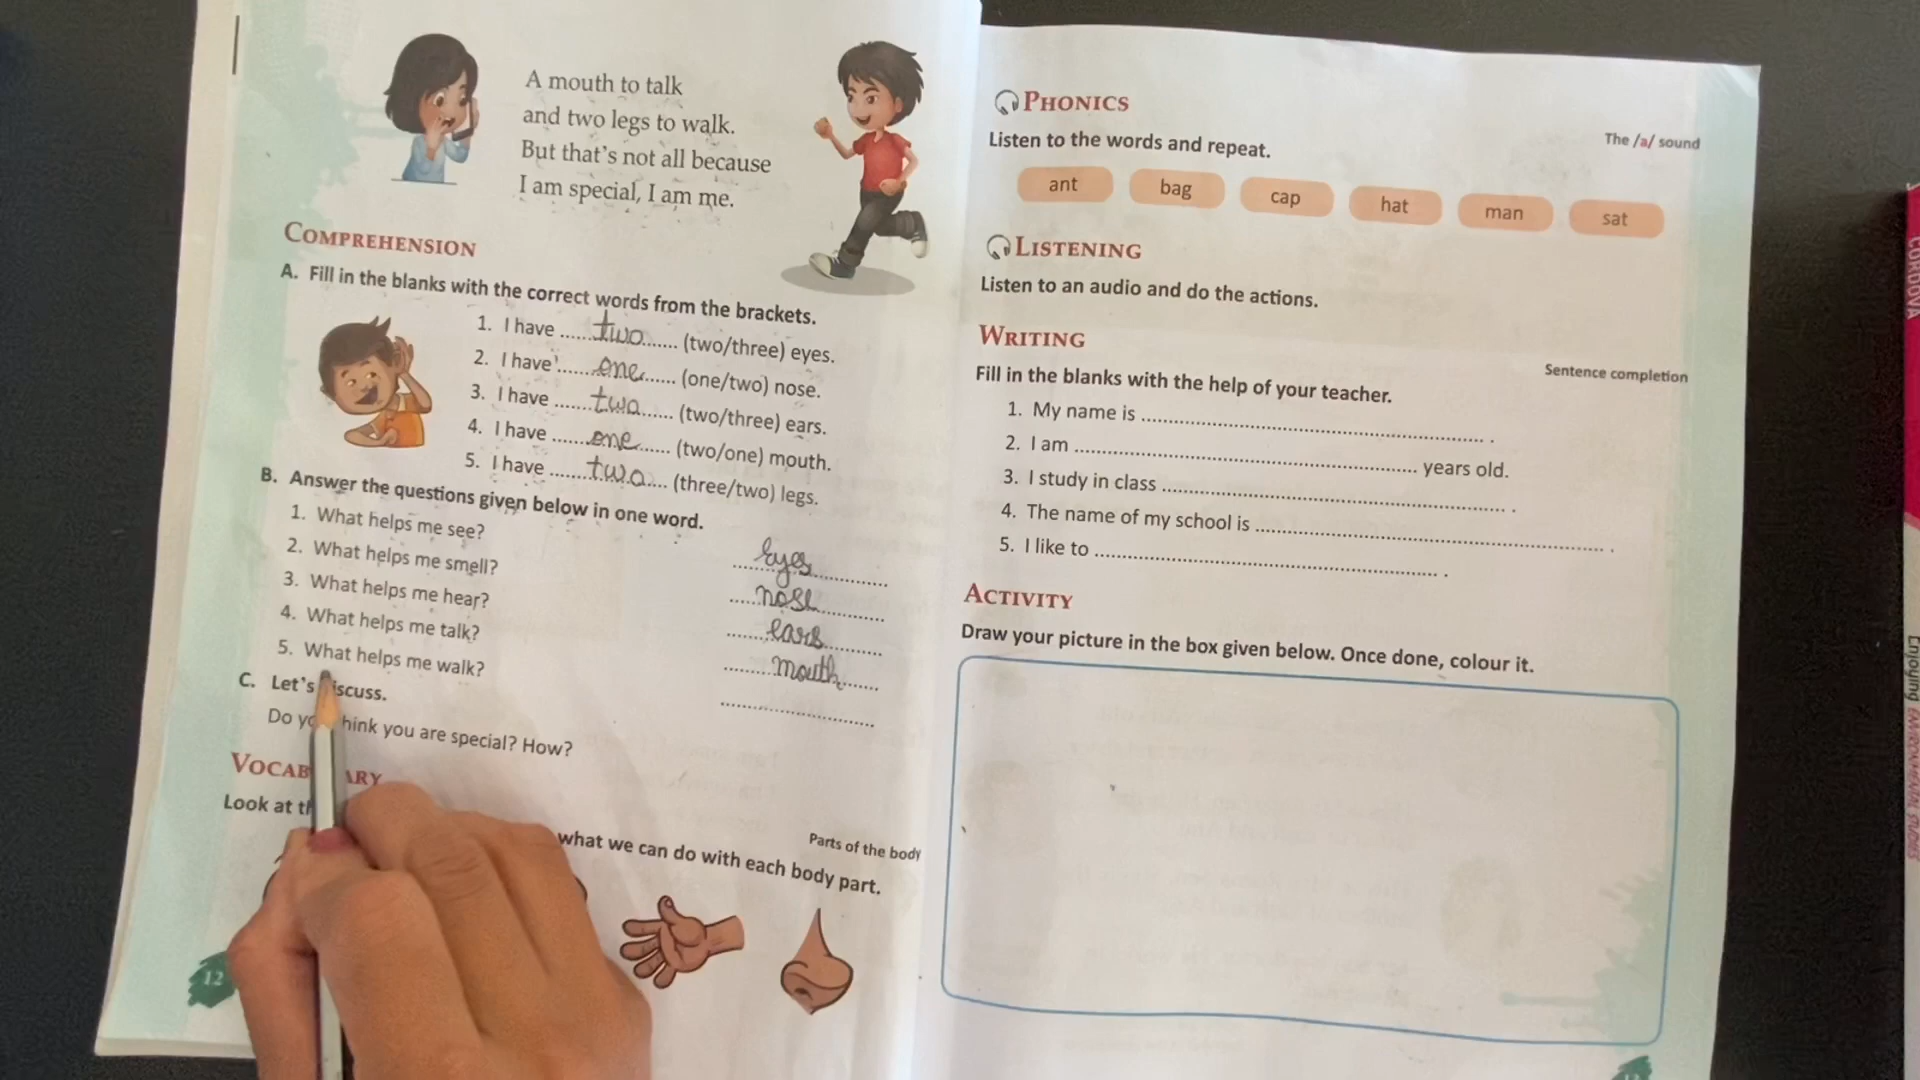 A mouth to talk
and two legs to walk.
But that's not all because
I am special, I am me.
COMPREHENSION
A. Fill in the blanks with the correct words from the brackets.
1. I have ...two... (two/three) eyes.
2. I have ...one... (one/two) nose.
3. I have ...two... (two/three) ears.
4. I have ...one... (two/one) mouth.
5. I have ...two... (three/two) legs.
B. Answer the questions given below in one word.
1. What helps me see? eyes
2. What helps me smell? nose
3. What helps me hear? ears
4. What helps me talk? mouth
5. What helps me walk? ...............
C. Let's discuss.
Do you think you are special? How?
VOCABULARY
Parts of the body
Look at what we can do with each body part.
12
PHONICS
The /a/ sound
Listen to the words and repeat.
ant bag cap hat man sat
LISTENING
Listen to an audio and do the actions.
WRITING
Sentence completion
Fill in the blanks with the help of your teacher.
1. My name is ............... .
2. I am ............... years old.
3. I study in class ............... .
4. The name of my school is ............... .
5. I like to ............... .
ACTIVITY
Draw your picture in the box given below. Once done, colour it.
CORDOVA
Enjoying ENVIRONMENTAL STUDIES